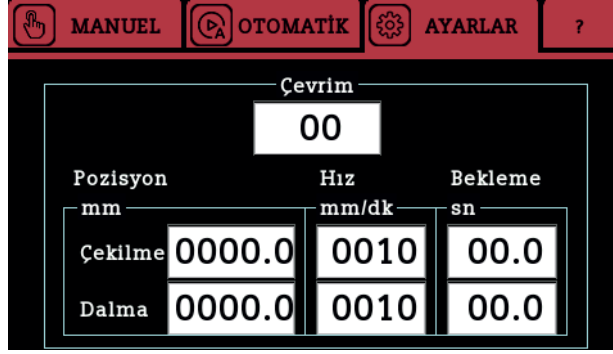 MANUEL OTOMATİK AYARLAR ?
Çevrim
00
Pozisyon Hız Bekleme
mm mm/dk sn
Çekilme 0000.0 0010 00.0
Dalma 0000.0 0010 00.0